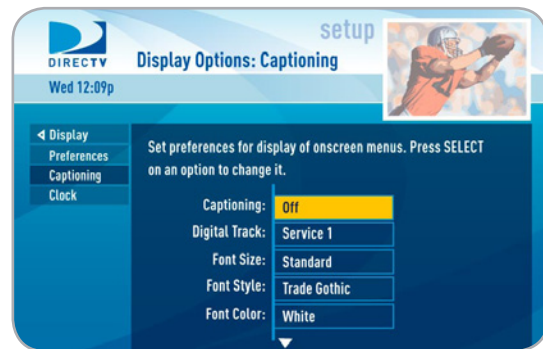 setup
DIRECTV
Display Options: Captioning
Wed 12:09p
Display
Preferences
Captioning
Clock
Set preferences for display of onscreen menus. Press SELECT
on an option to change it.
Captioning: Off
Digital Track: Service 1
Font Size: Standard
Font Style: Trade Gothic
Font Color: White